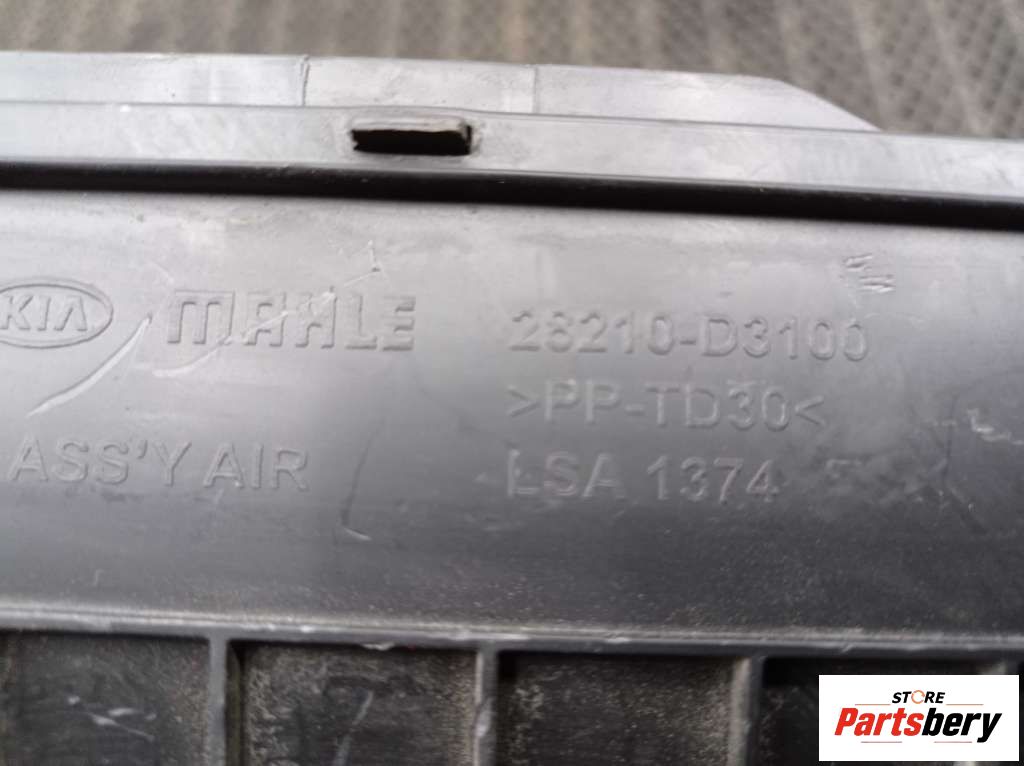 KIA MAHLE 28210-D3100
>PP-TD30<
ASS'Y AIR LSA 1374
STORE
Partsbery